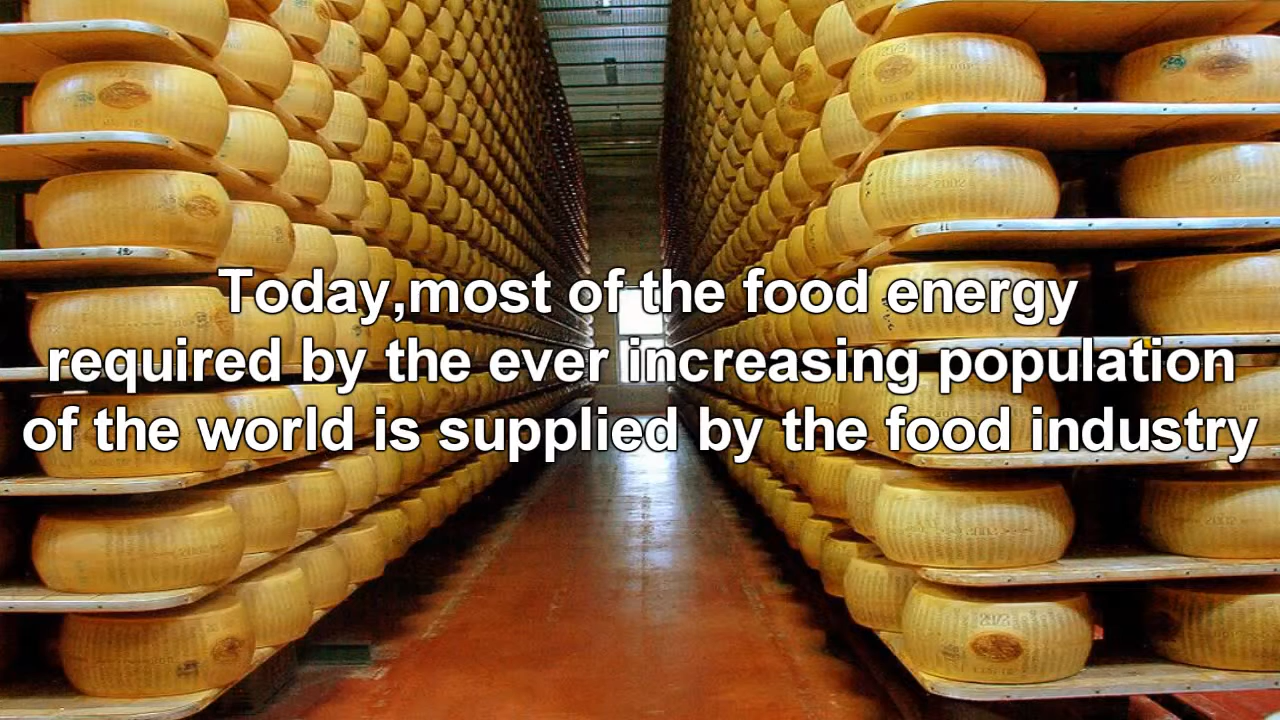 Today,most of the food energy
required by the ever increasing population
of the world is supplied by the food industry